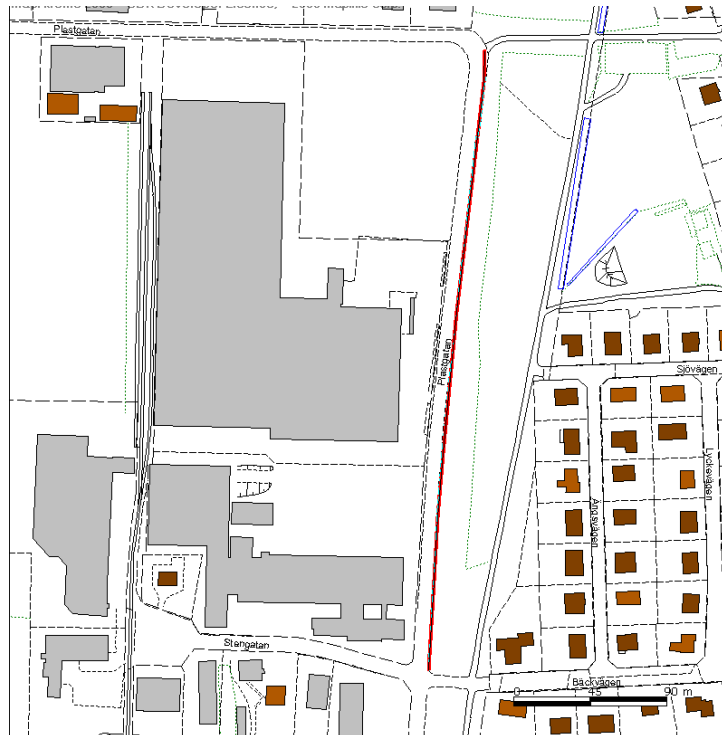 Plastgatan
Plastgatan
Sjövägen
Lyckevägen
Ängsvägen
Stengatan
Bäckvägen
0 45 90 m